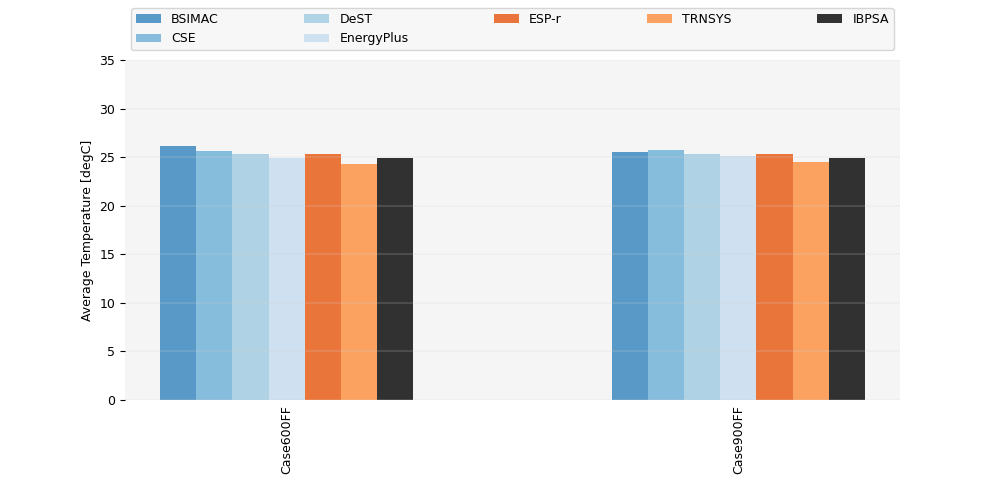 BSIMAC DeST ESP-r TRNSYS IBPSA
CSE EnergyPlus
35
30
25
20
15
10
5
0
Average Temperature [degC]
Case600FF
Case900FF